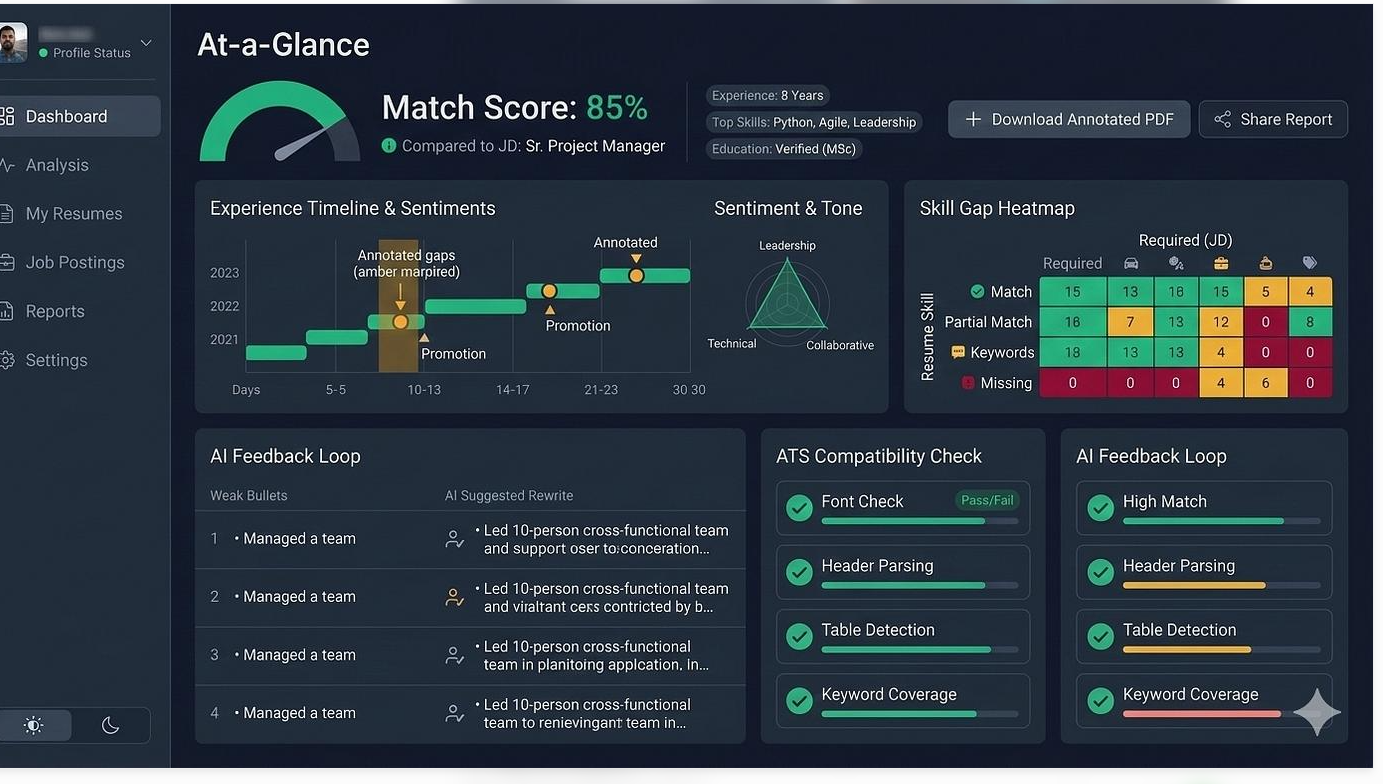 At-a-Glance
Profile Status
Dashboard
Analysis
My Resumes
Job Postings
Reports
Settings
Match Score: 85%
Compared to JD: Sr. Project Manager
Experience: 8 Years
Top Skills: Python, Agile, Leadership
Education: Verified (MSc)
Download Annotated PDF
Share Report
Experience Timeline & Sentiments
2023
2022
2021
Annotated gaps
(amber marpired)
Promotion
Promotion
Annotated
Days
5-5
10-13
14-17
21-23
30 30
Sentiment & Tone
Leadership
Technical
Collaborative
Skill Gap Heatmap
Required (JD)
Required
Resume Skill
Match 15 13 18 15 5 4
Partial Match 16 7 13 12 0 8
Keywords 18 13 13 4 0 0
Missing 0 0 0 4 6 0
AI Feedback Loop
Weak Bullets
AI Suggested Rewrite
1 • Managed a team
• Led 10-person cross-functional team
and support oser to:conceration...
2 • Managed a team
• Led 10-person cross-functional team
and viraltant cers contricted by b...
3 • Managed a team
• Led 10-person cross-functional
team in planitoing applcation, in...
4 • Managed a team
• Led 10-person cross-functional
team to renievingant team in...
ATS Compatibility Check
Font Check
Pass/Fail
Header Parsing
Table Detection
Keyword Coverage
AI Feedback Loop
High Match
Header Parsing
Table Detection
Keyword Coverage